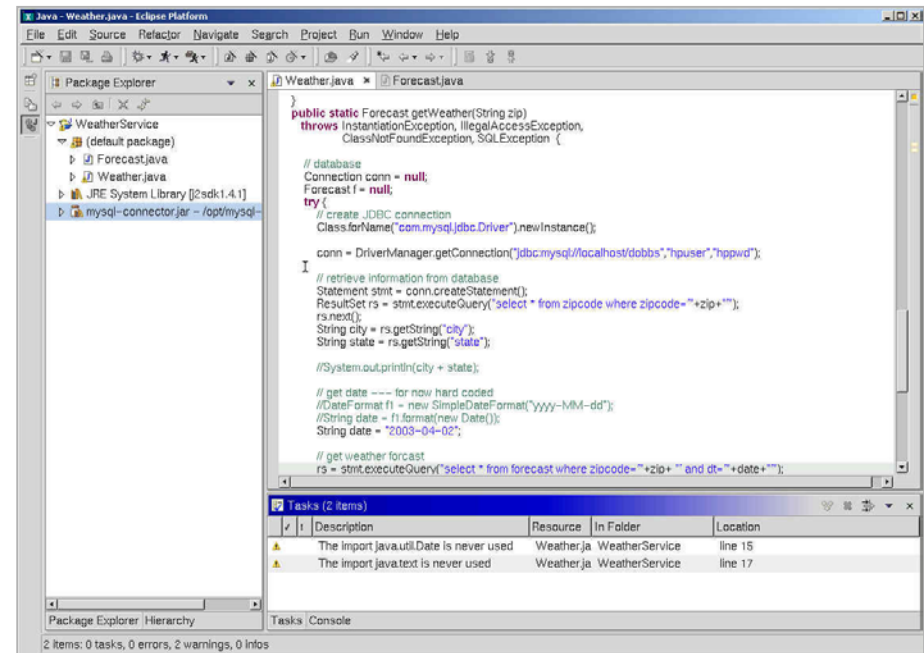 Java - Weather.java - Eclipse Platform
File Edit Source Refactor Navigate Search Project Run Window Help
Package Explorer
WeatherService
(default package)
Forecast.java
Weather.java
JRE System Library [j2sdk1.4.1]
mysql-connector.jar - /opt/mysql-
Package Explorer Hierarchy
Weather.java Forecast.java
}
public static Forecast getWeather(String zip)
throws InstantiationException, IllegalAccessException,
ClassNotFoundException, SQLException {
// database
Connection conn = null;
Forecast f = null;
try {
// create JDBC connection
Class.forName("com.mysql.jdbc.Driver").newInstance();
conn = DriverManager.getConnection("jdbc:mysql://localhost/dobbs","hpuser","hppwd");
// retrieve information from database
Statement stmt = conn.createStatement();
ResultSet rs = stmt.executeQuery("select * from zipcode where zipcode='"+zip+"'");
rs.next();
String city = rs.getString("city");
String state = rs.getString("state");
//System.out.println(city + state);
// get date --- for now hard coded
//DateFormat f1 = new SimpleDateFormat("yyyy-MM-dd");
//String date = f1.format(new Date());
String date = "2003-04-02";
// get weather forcast
rs = stmt.executeQuery("select * from forecast where zipcode='"+zip+ "' and dt='"+date+"'");
Tasks (2 items)
! Description Resource In Folder Location
The import java.util.Date is never used Weather.ja WeatherService line 15
The import java.text is never used Weather.ja WeatherService line 17
Tasks Console
2 items: 0 tasks, 0 errors, 2 warnings, 0 infos